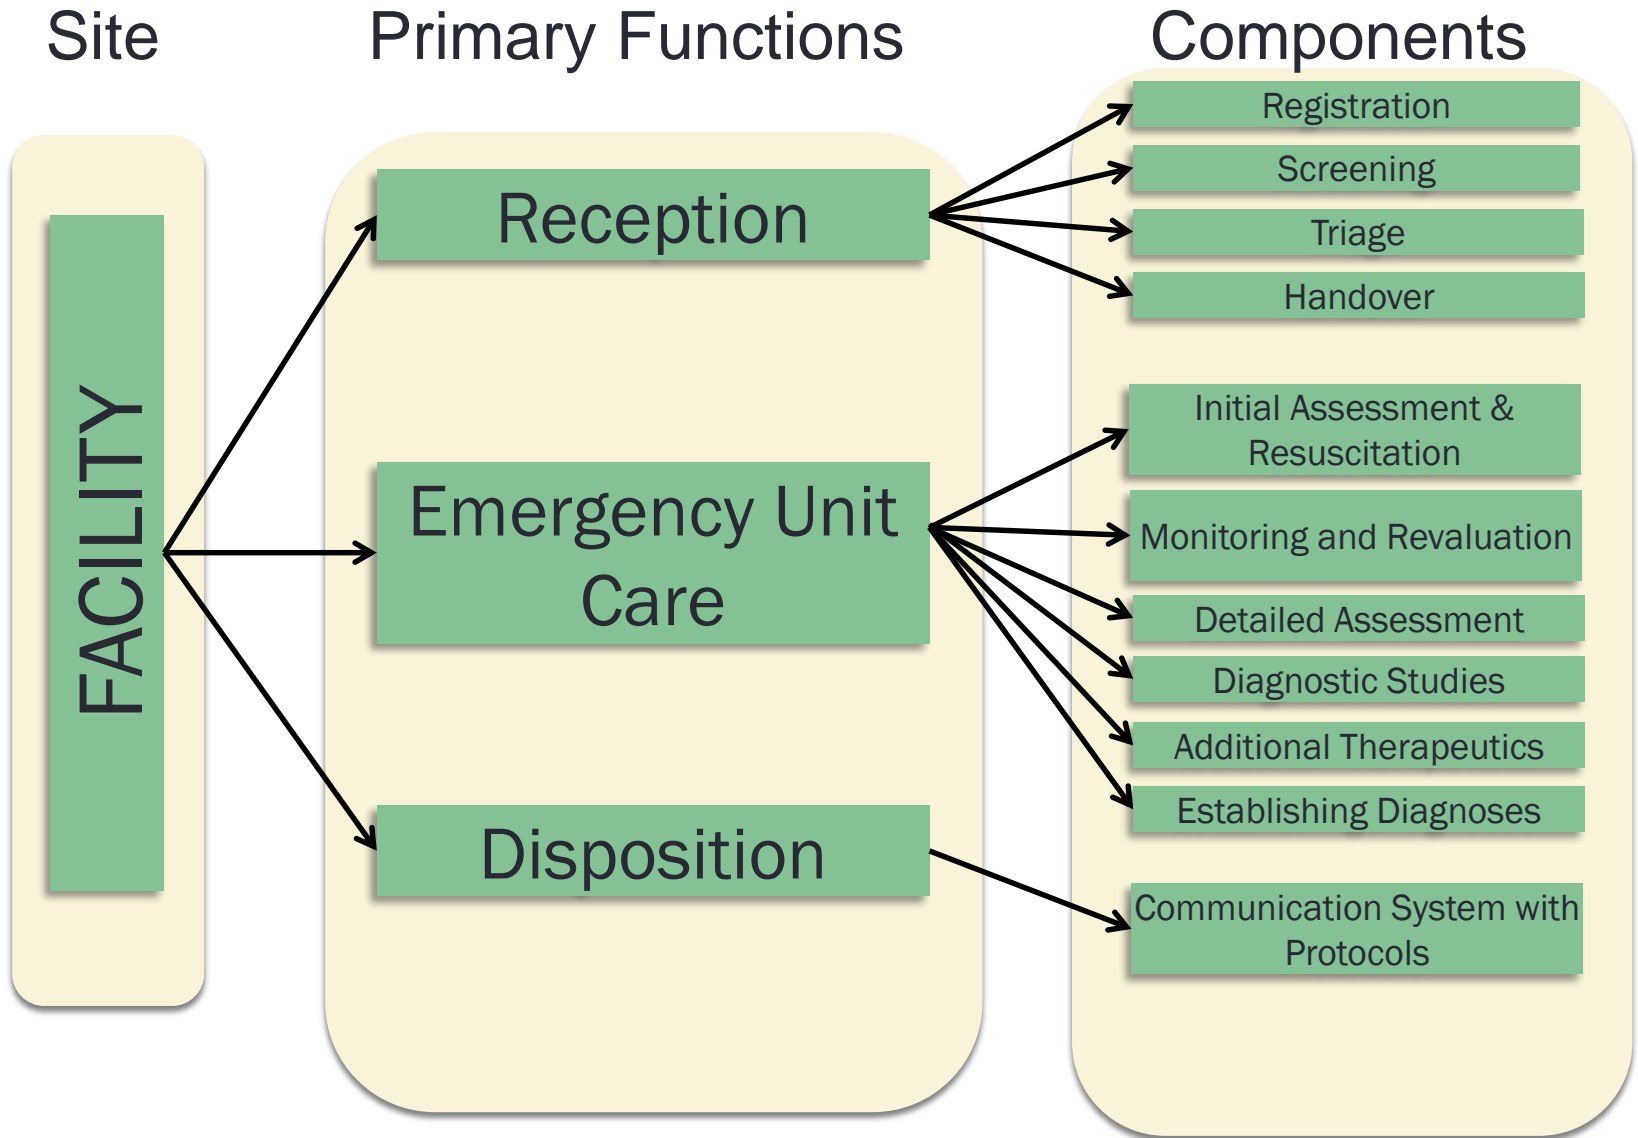 Site
Primary Functions
Components
FACILITY
Reception
Emergency Unit
Care
Disposition
Registration
Screening
Triage
Handover
Initial Assessment &
Resuscitation
Monitoring and Revaluation
Detailed Assessment
Diagnostic Studies
Additional Therapeutics
Establishing Diagnoses
Communication System with
Protocols